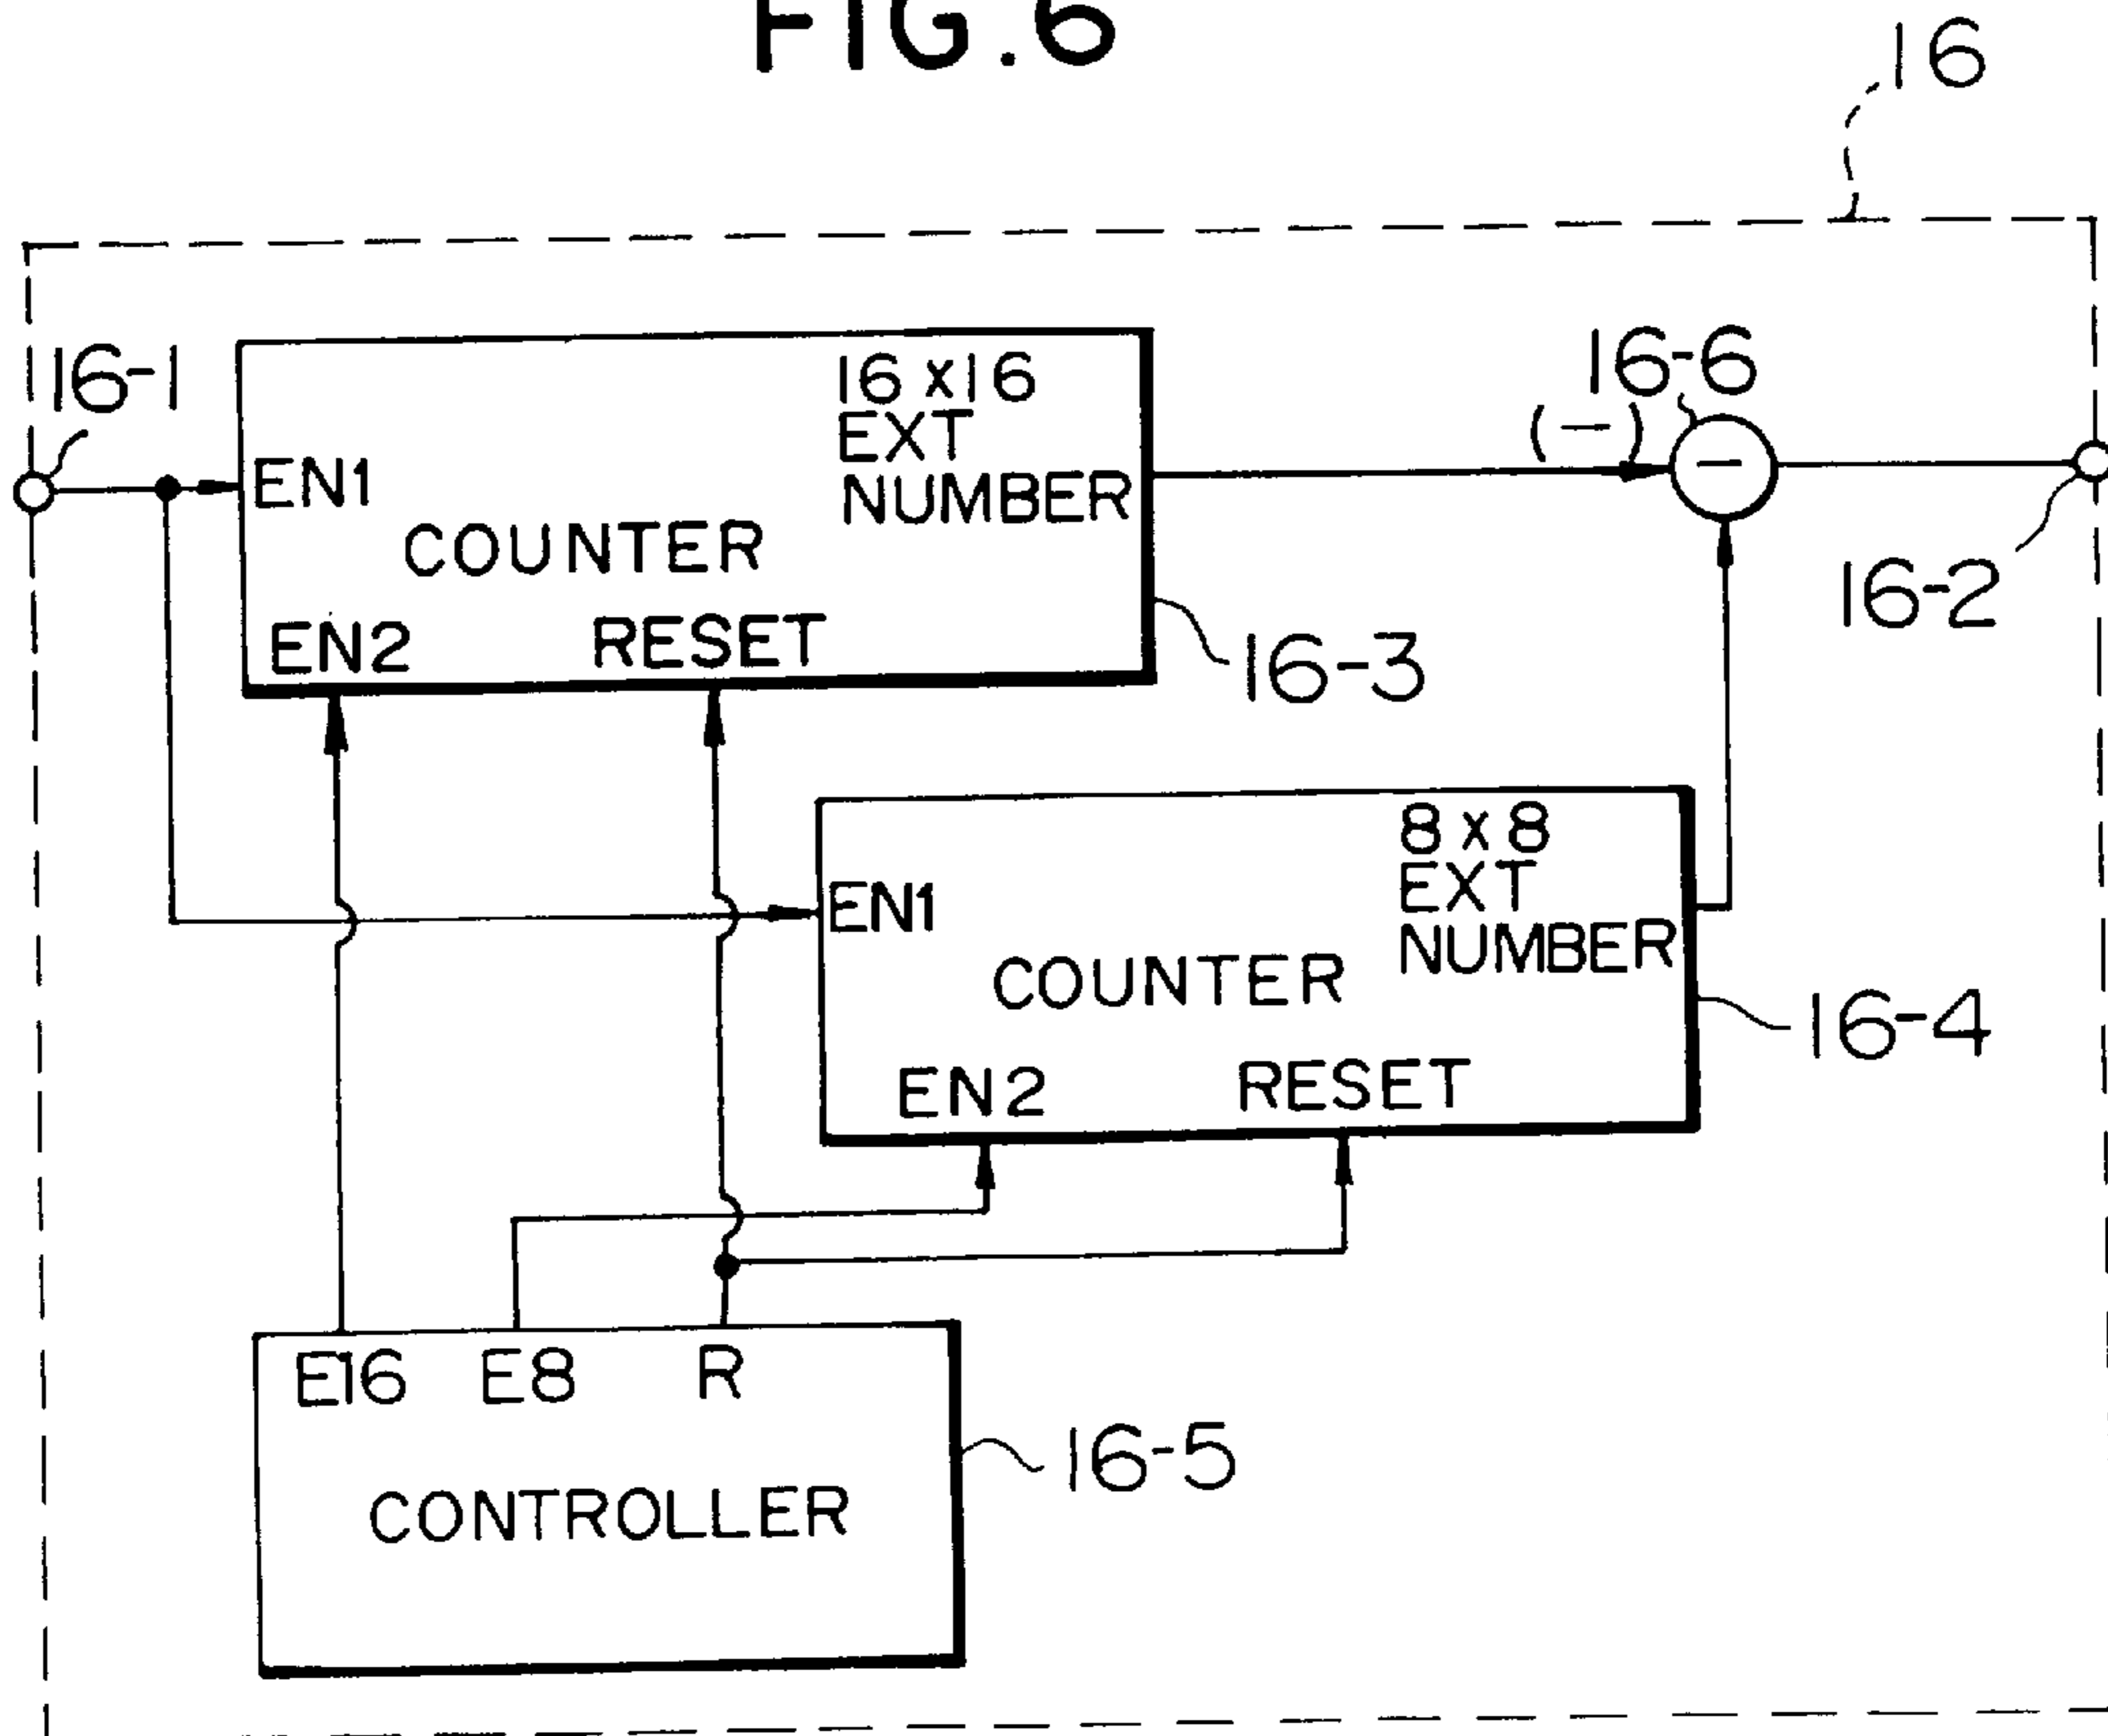 FIG.6
16
16-1
16x16
EXT
NUMBER
EN1
COUNTER
EN2 RESET
16-3
(-)
16-6
-
16-2
8x8
EXT
NUMBER
EN1
COUNTER
EN2 RESET
16-4
E16 E8 R
CONTROLLER
16-5